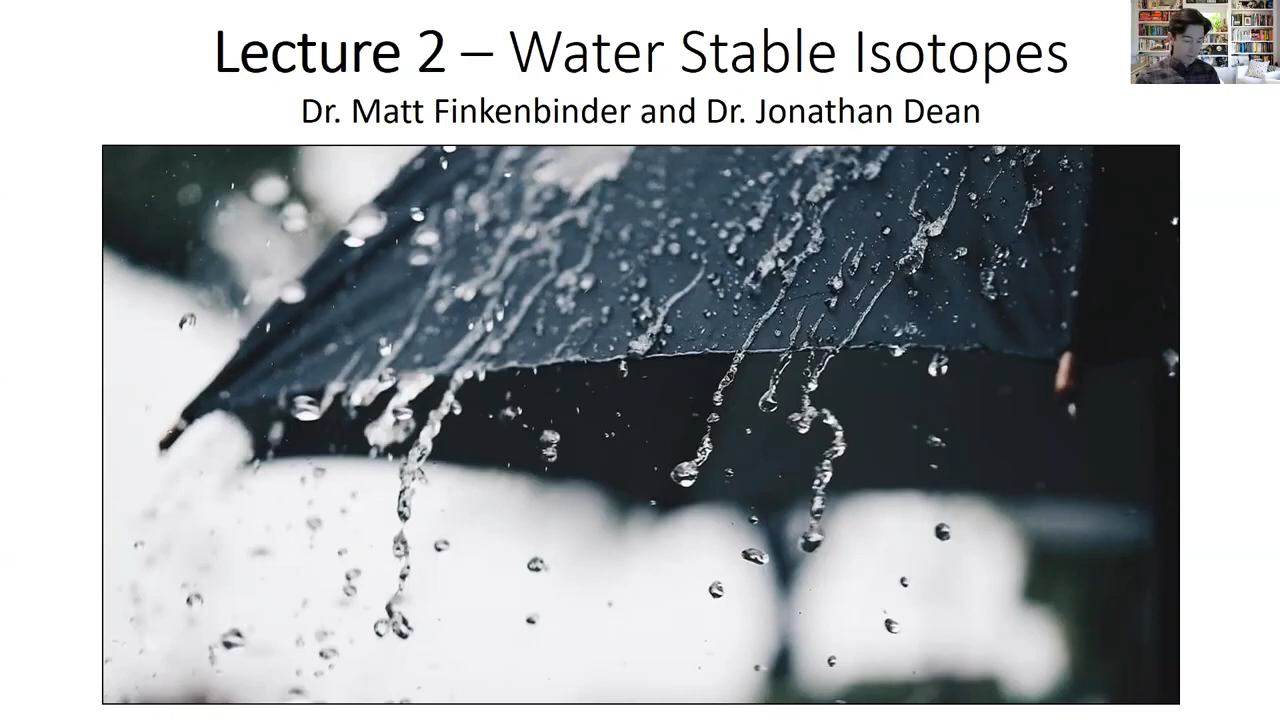 Lecture 2 – Water Stable Isotopes
Dr. Matt Finkenbinder and Dr. Jonathan Dean